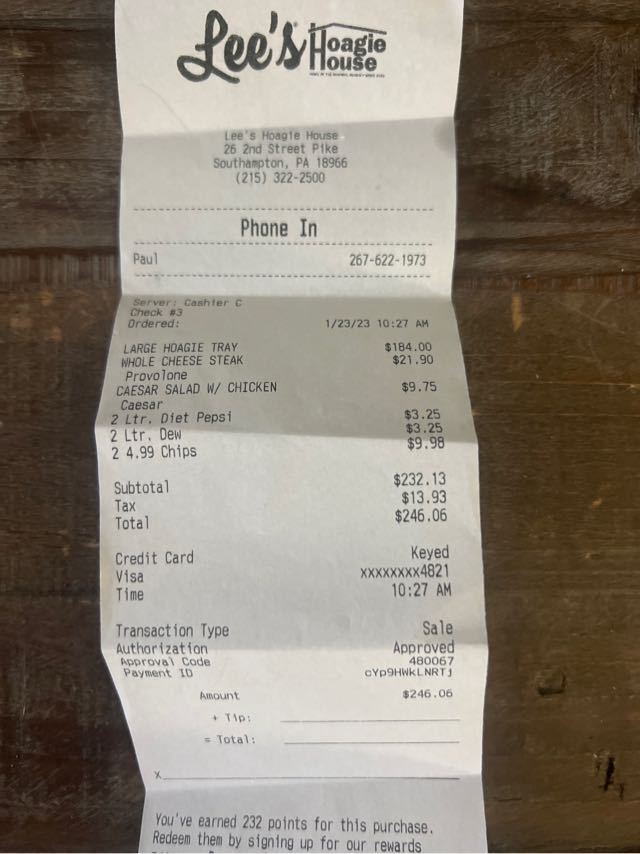 Lee's Hoagie
House
Lee's Hoagie House
26 2nd Street Pike
Southampton, PA 18966
(215) 322-2500
Phone In
Paul 267-622-1973
Server: Cashier C
Check #3
Ordered: 1/23/23 10:27 AM
LARGE HOAGIE TRAY $184.00
WHOLE CHEESE STEAK $21.90
Provolone
CAESAR SALAD W/ CHICKEN $9.75
Caesar
2 Ltr. Diet Pepsi $3.25
2 Ltr. Dew $3.25
2 4.99 Chips $9.98
Subtotal $232.13
Tax $13.93
Total $246.06
Credit Card Keyed
Visa xxxxxxxx4821
Time 10:27 AM
Transaction Type Sale
Authorization Approved
Approval Code 480067
Payment ID cYp9HWkLNRTj
Amount $246.06
+ Tip:
= Total:
X
You've earned 232 points for this purchase.
Redeem them by signing up for our rewards